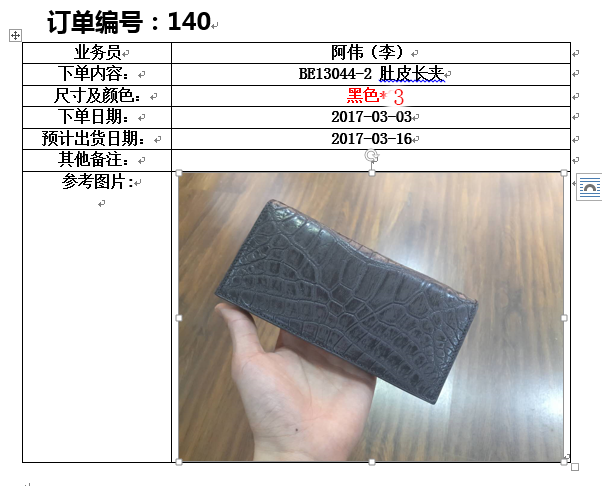 订单编号：140
业务员 阿伟（李）
下单内容： BE13044-2 肚皮长夹
尺寸及颜色： 黑色* 3
下单日期： 2017-03-03
预计出货日期： 2017-03-16
其他备注：
参考图片: